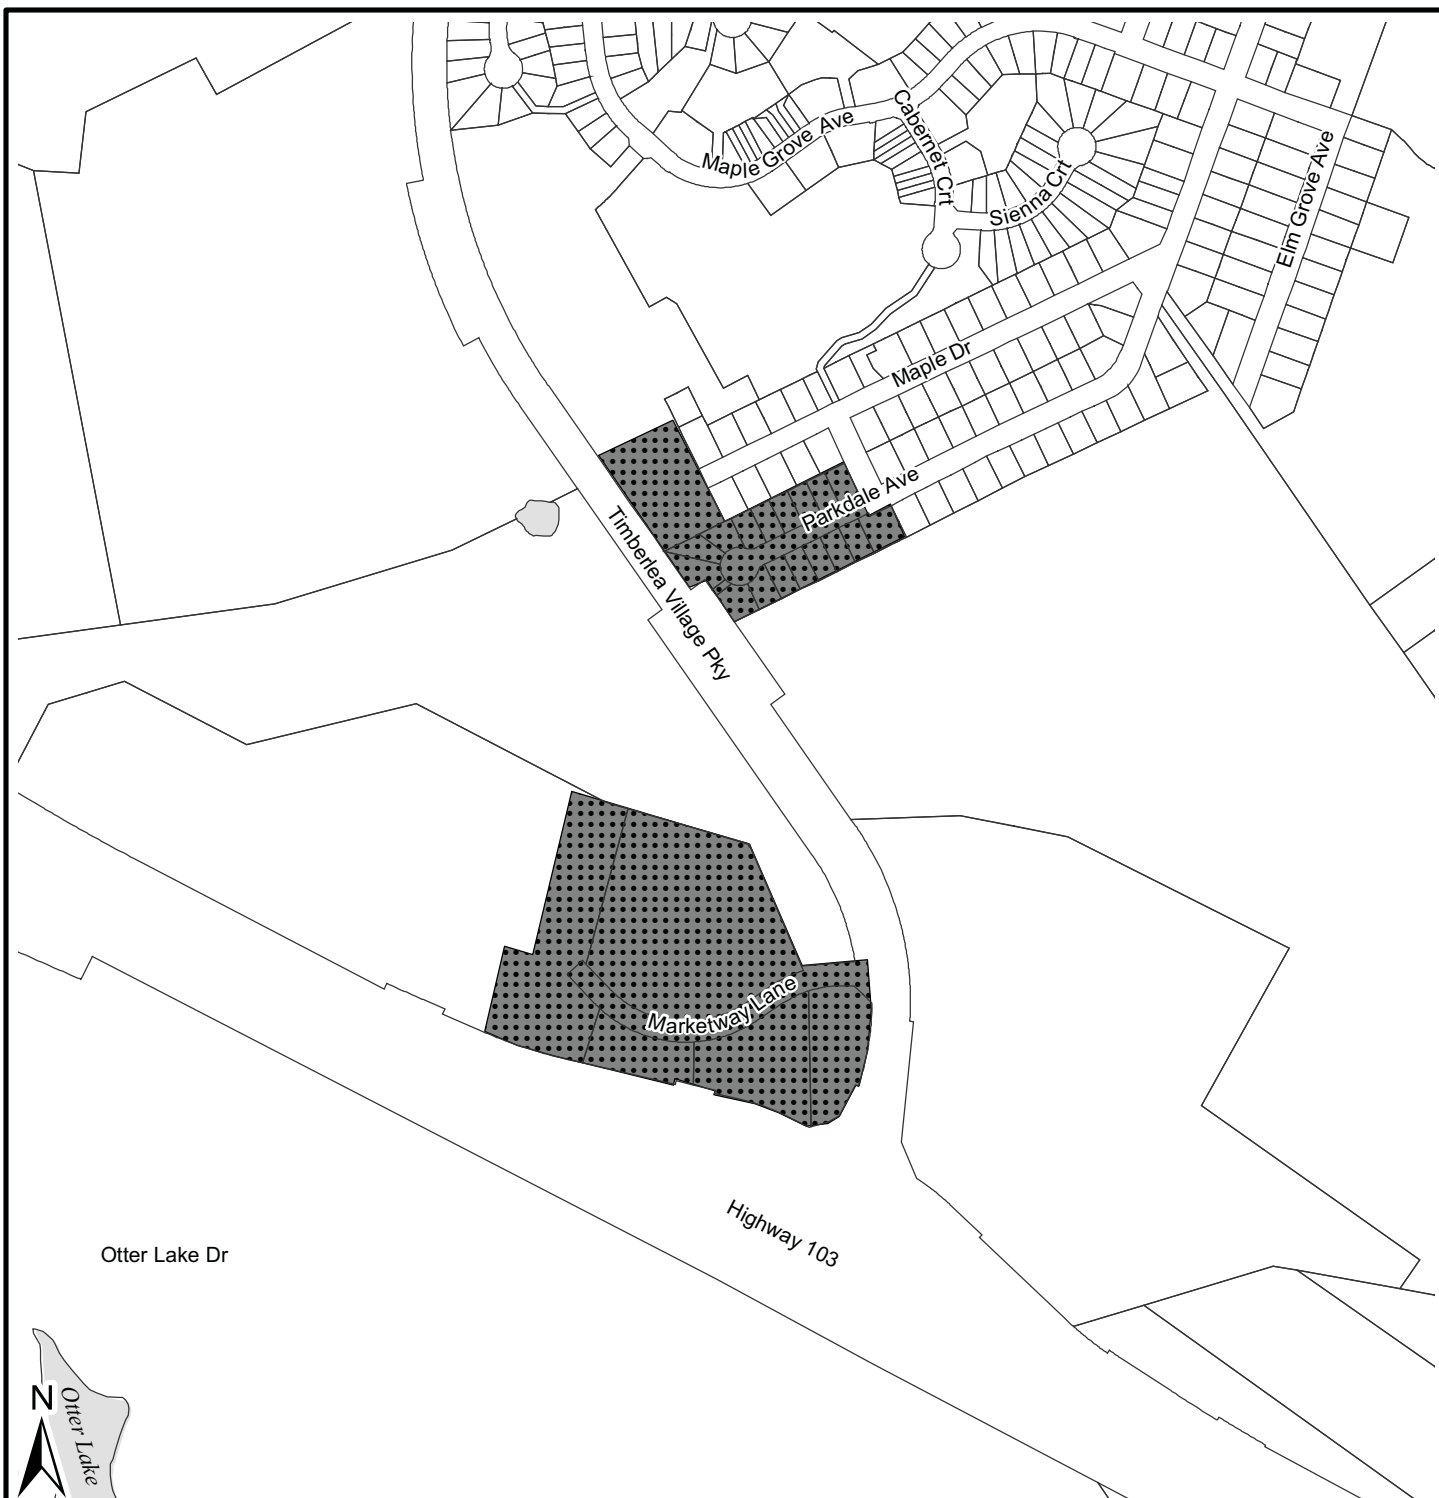 Maple Grove Ave
Cabernet Crt
Sienna Crt
Elm Grove Ave
Maple Dr
Parkdale Ave
Timberlea Village Pky
Marketway Lane
Highway 103
Otter Lake Dr
N
Otter Lake